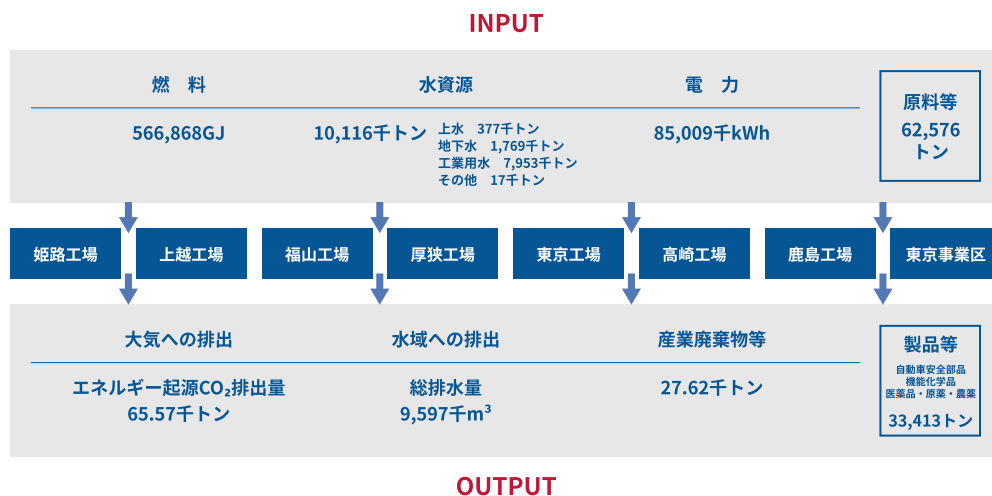 INPUT
燃　料
566,868GJ
水資源
10,116千トン
上水　377千トン
地下水　1,769千トン
工業用水　7,953千トン
その他　17千トン
電　力
85,009千kWh
原料等
62,576
トン
姫路工場
上越工場
福山工場
厚狭工場
東京工場
高崎工場
鹿島工場
東京事業区
大気への排出
エネルギー起源CO₂排出量
65.57千トン
水域への排出
総排水量
9,597千m³
産業廃棄物等
27.62千トン
製品等
自動車安全部品
機能化学品
医薬品・原薬・農薬
33,413トン
OUTPUT